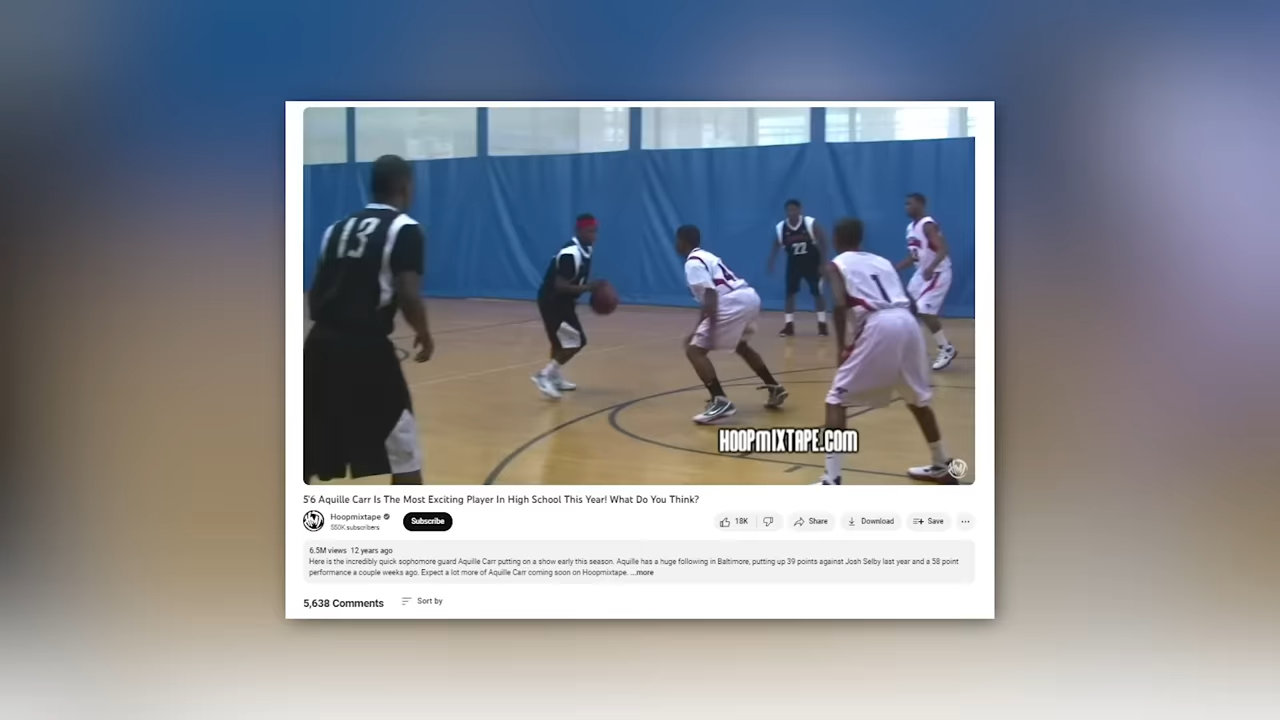 13
22
4
1
HOOPMIXTAPE.COM
5'6 Aquille Carr Is The Most Exciting Player In High School This Year! What Do You Think?
Hoopmixtape
550K subscribers
Subscribe
18K
Share
Download
Save
6.5M views 12 years ago
Here is the incredibly quick sophomore guard Aquille Carr putting on a show early this season. Aquille has a huge following in Baltimore, putting up 39 points against Josh Selby last year and a 58 point
performance a couple weeks ago. Expect a lot more of Aquille Carr coming soon on Hoopmixtape. ...more
5,638 Comments
Sort by